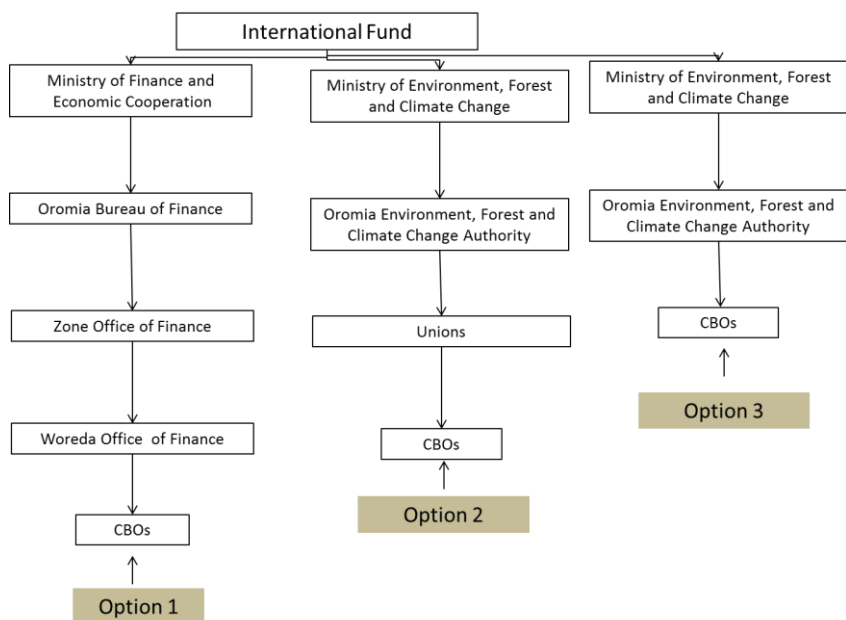 International Fund
Ministry of Finance and
Economic Cooperation
Oromia Bureau of Finance
Zone Office of Finance
Woreda Office of Finance
CBOs
Option 1
Ministry of Environment, Forest
and Climate Change
Oromia Environment, Forest and
Climate Change Authority
Unions
CBOs
Option 2
Ministry of Environment, Forest
and Climate Change
Oromia Environment, Forest and
Climate Change Authority
CBOs
Option 3